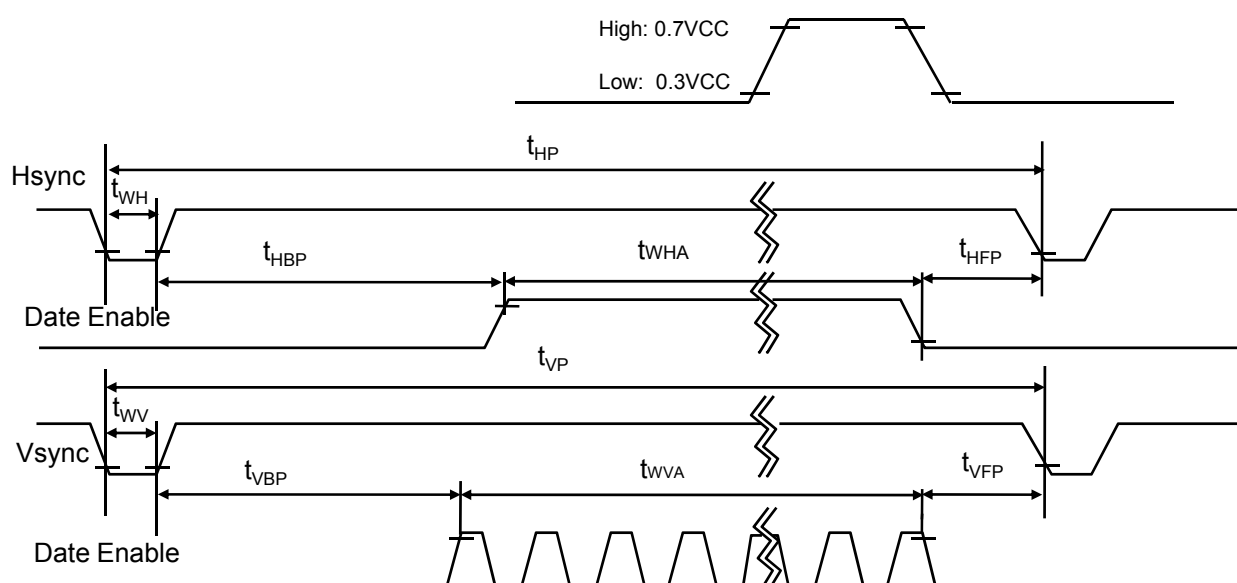 High: 0.7VCC
Low: 0.3VCC
tHP
Hsync
tWH
tHBP
tWHA
tHFP
Date Enable
tVP
tWV
Vsync
tVBP
tWVA
tVFP
Date Enable